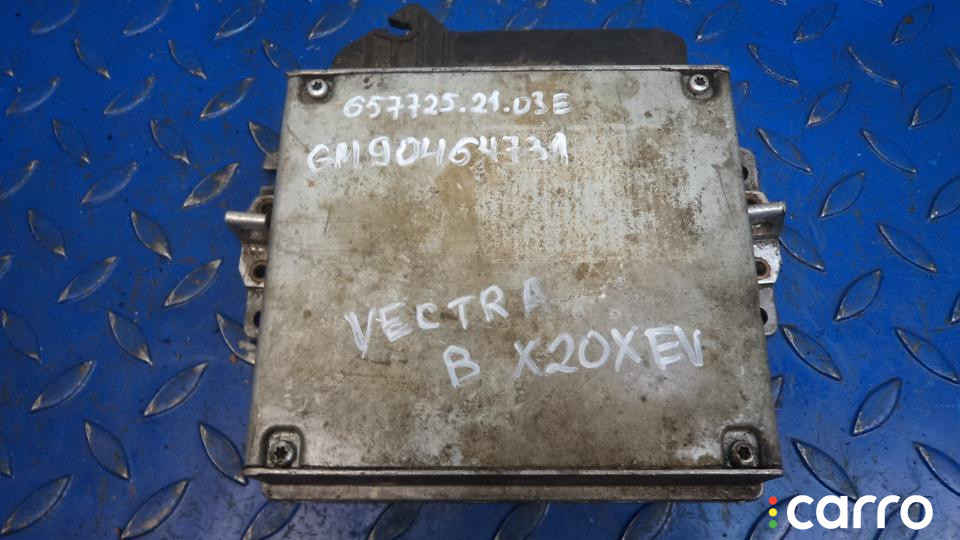 657725.21.03E
GM90464731
VECTRA
B X20XEV
carro